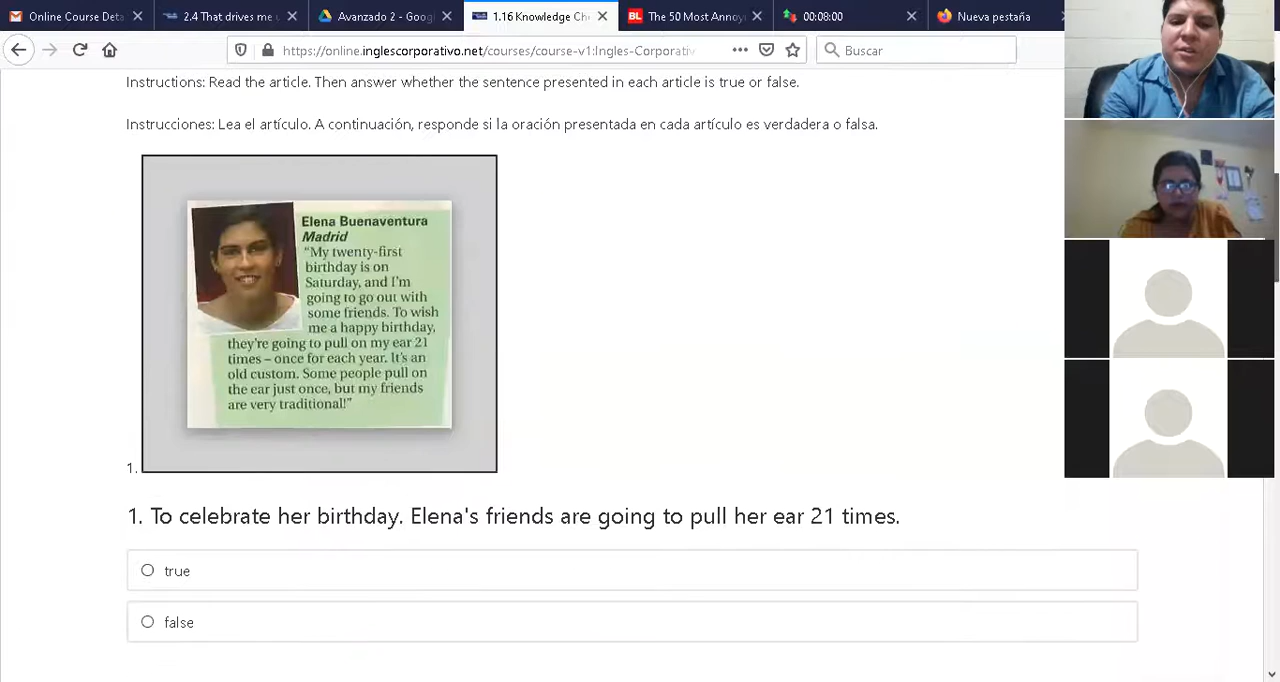 Online Course Deta
2.4 That drives me
Avanzado 2 - Goog
1.16 Knowledge Ch
The 50 Most Annoy
00:08:00
Nueva pestaña
https://online.inglescorporativo.net/courses/course-v1:Ingles-Corporativ
Buscar
Instructions: Read the article. Then answer whether the sentence presented in each article is true or false.
Instrucciones: Lea el artículo. A continuación, responde si la oración presentada en cada artículo es verdadera o falsa.
Elena Buenaventura
Madrid
"My twenty-first
birthday is on
Saturday, and I'm
going to go out with
some friends. To wish
me a happy birthday,
they're going to pull on my ear 21
times – once for each year. It's an
old custom. Some people pull on
the ear just once, but my friends
are very traditional!"
1.
1. To celebrate her birthday. Elena's friends are going to pull her ear 21 times.
true
false